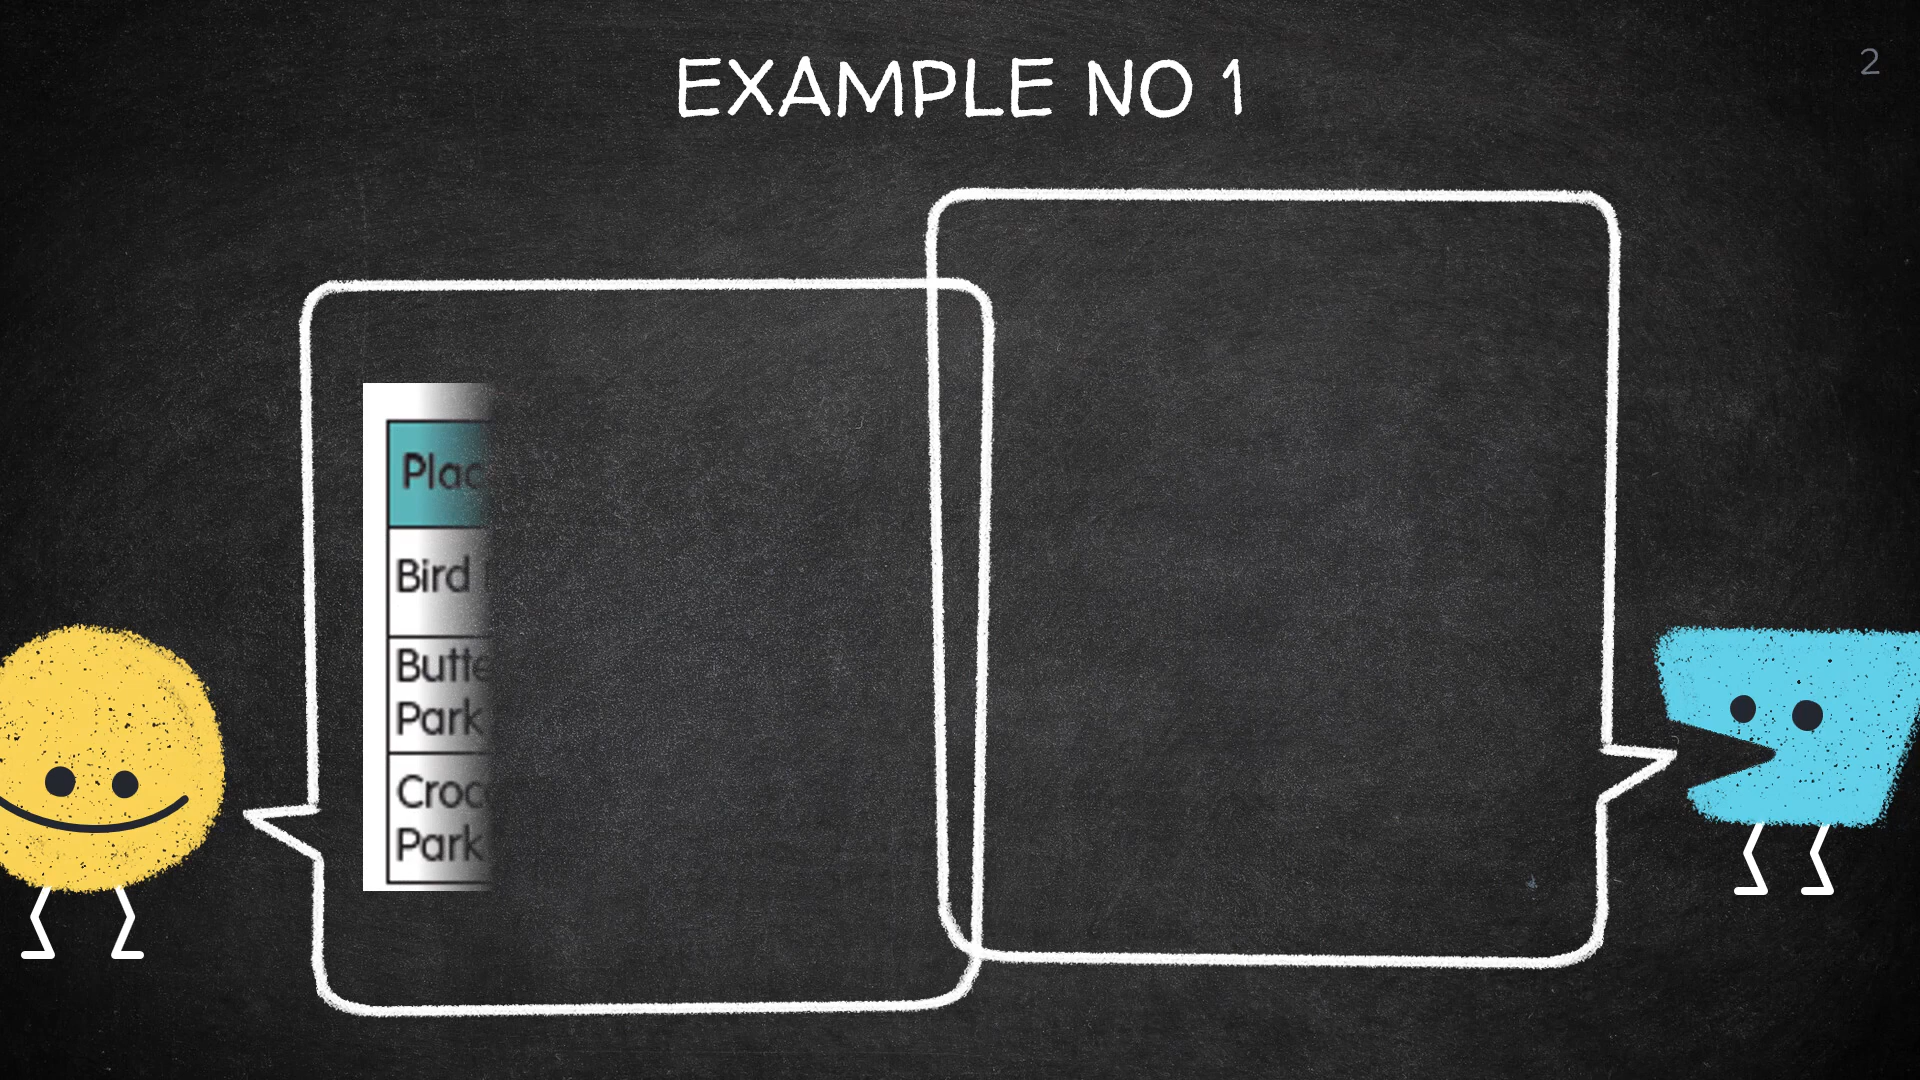 EXAMPLE NO 1
2
Plac
Bird
Butte
Park
Croc
Park